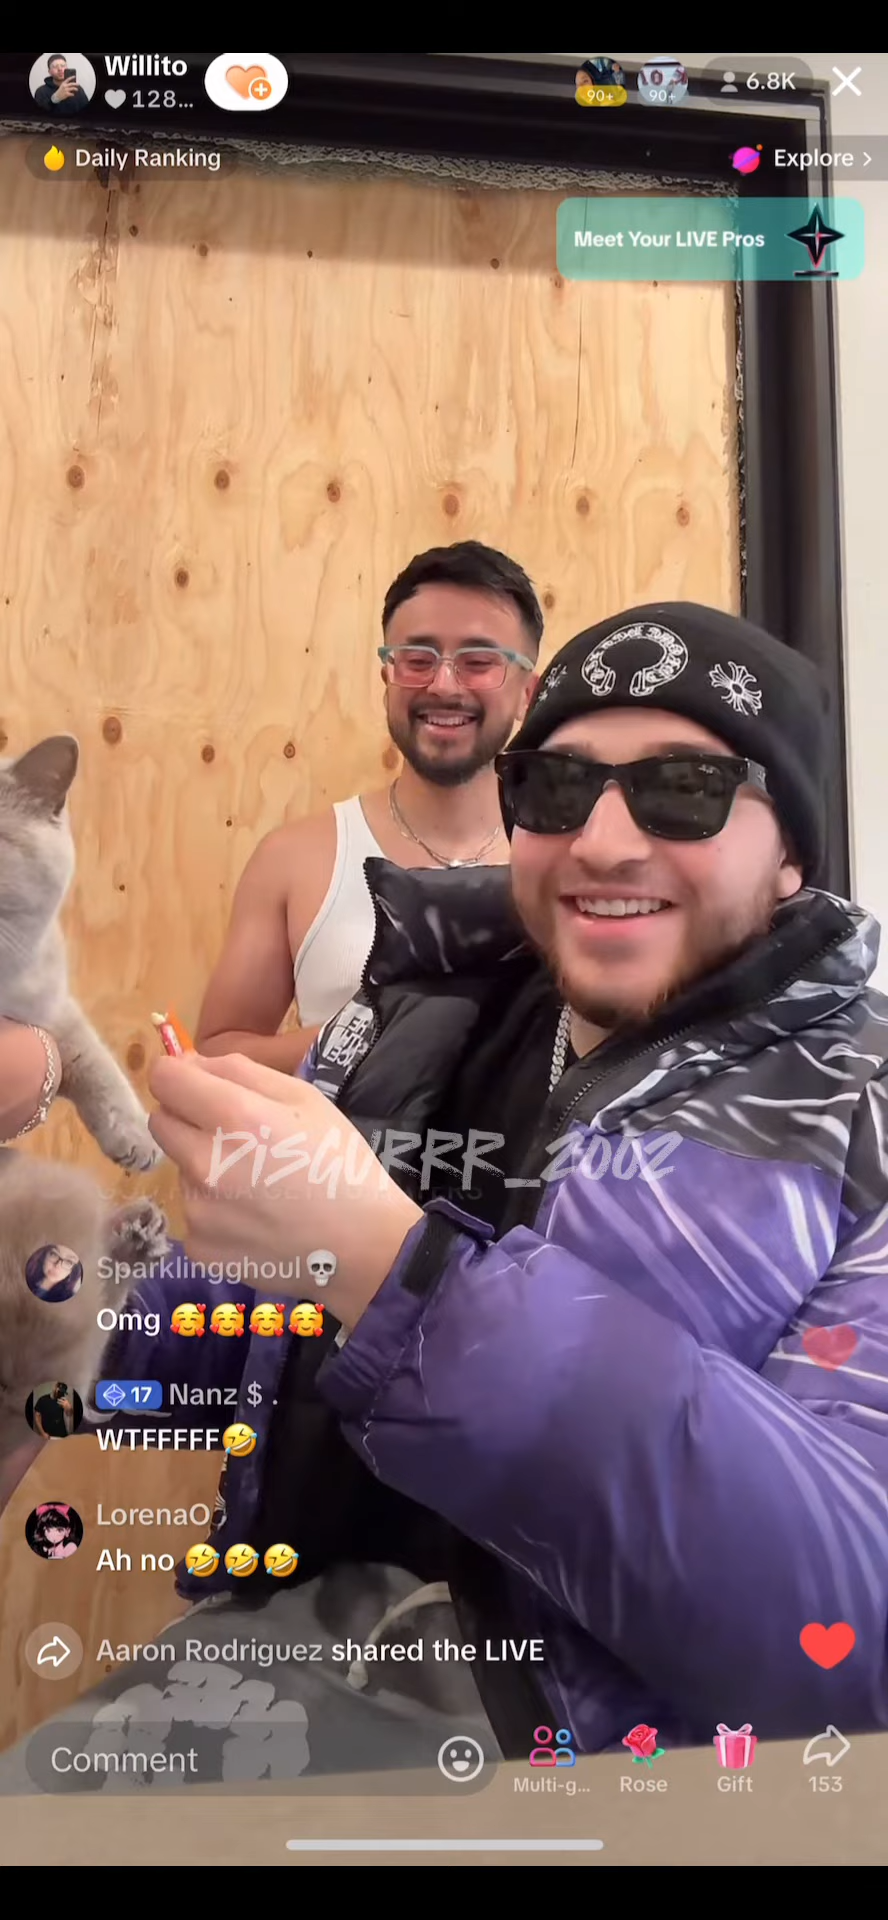 Willito
128...
90+
90+
6.8K
Daily Ranking
Explore >
Meet Your LIVE Pros
DiSGURRR_2002
Sparklingghoul💀
Omg 🥰🥰🥰🥰
17 Nanz $ .
WTFFFFF🤣
LorenaO
Ah no 🤣🤣🤣
Aaron Rodriguez shared the LIVE
Comment
Multi-g...
Rose
Gift
153